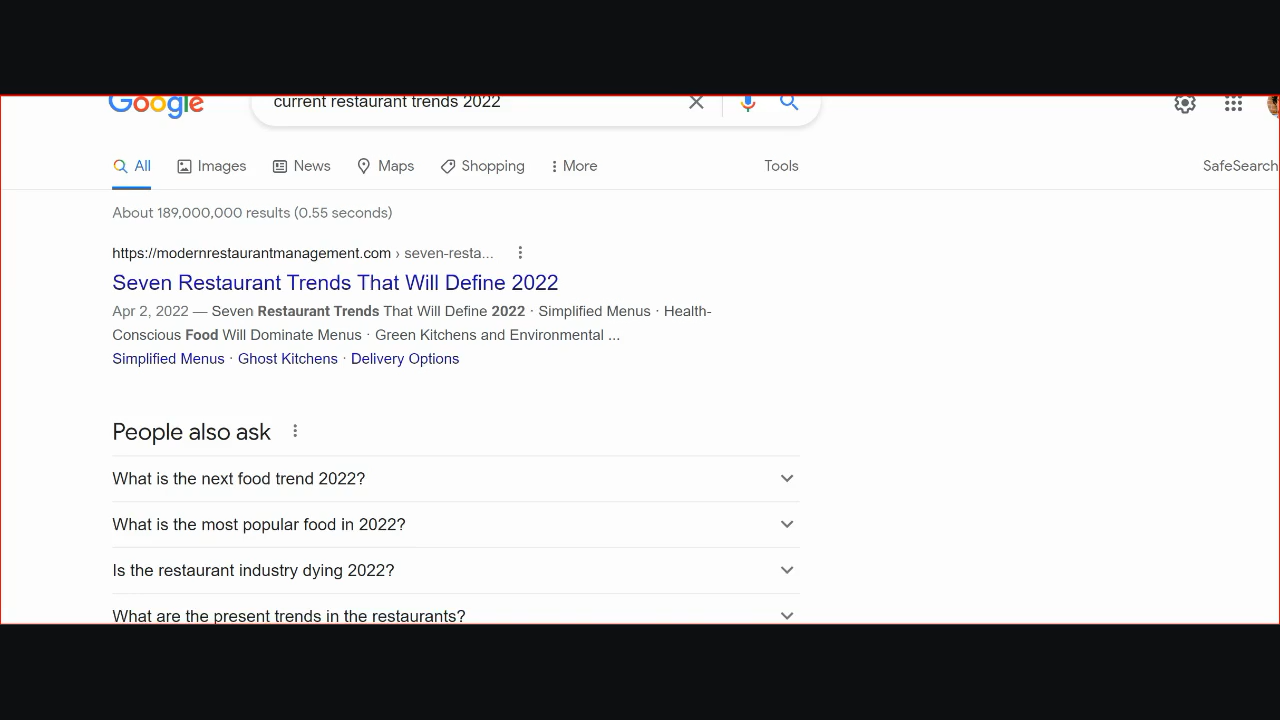 Google
current restaurant trends 2022
All Images News Maps Shopping More Tools SafeSearch
About 189,000,000 results (0.55 seconds)
https://modernrestaurantmanagement.com › seven-resta...
Seven Restaurant Trends That Will Define 2022
Apr 2, 2022 — Seven Restaurant Trends That Will Define 2022 · Simplified Menus · Health-
Conscious Food Will Dominate Menus · Green Kitchens and Environmental ...
Simplified Menus · Ghost Kitchens · Delivery Options
People also ask
What is the next food trend 2022?
What is the most popular food in 2022?
Is the restaurant industry dying 2022?
What are the present trends in the restaurants?